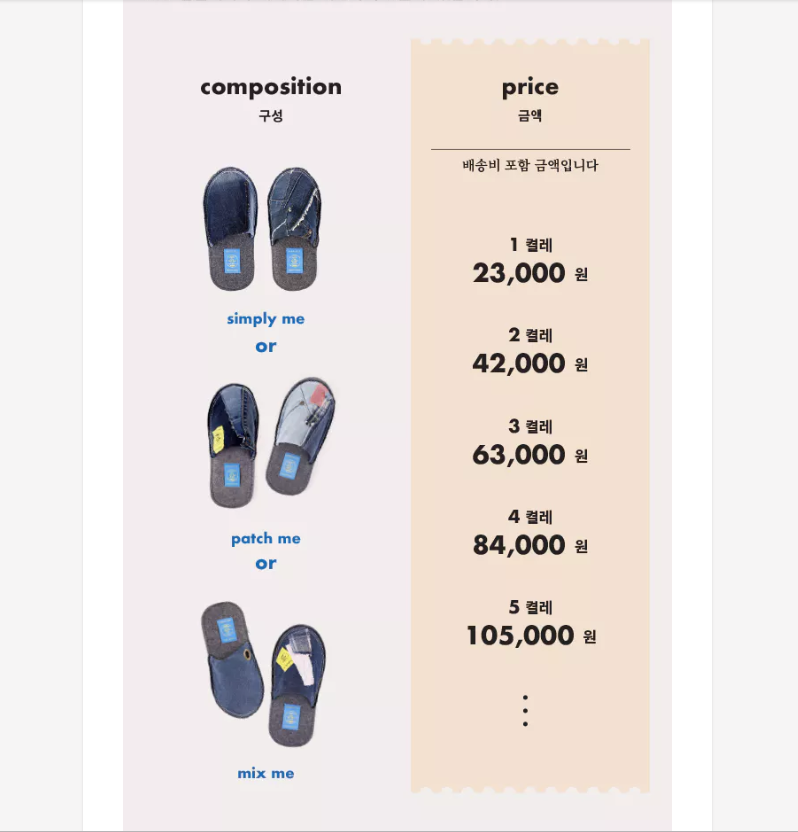 composition
구성
simply me
or
patch me
or
mix me
price
금액
배송비 포함 금액입니다
1 켤레
23,000 원
2 켤레
42,000 원
3 켤레
63,000 원
4 켤레
84,000 원
5 켤레
105,000 원